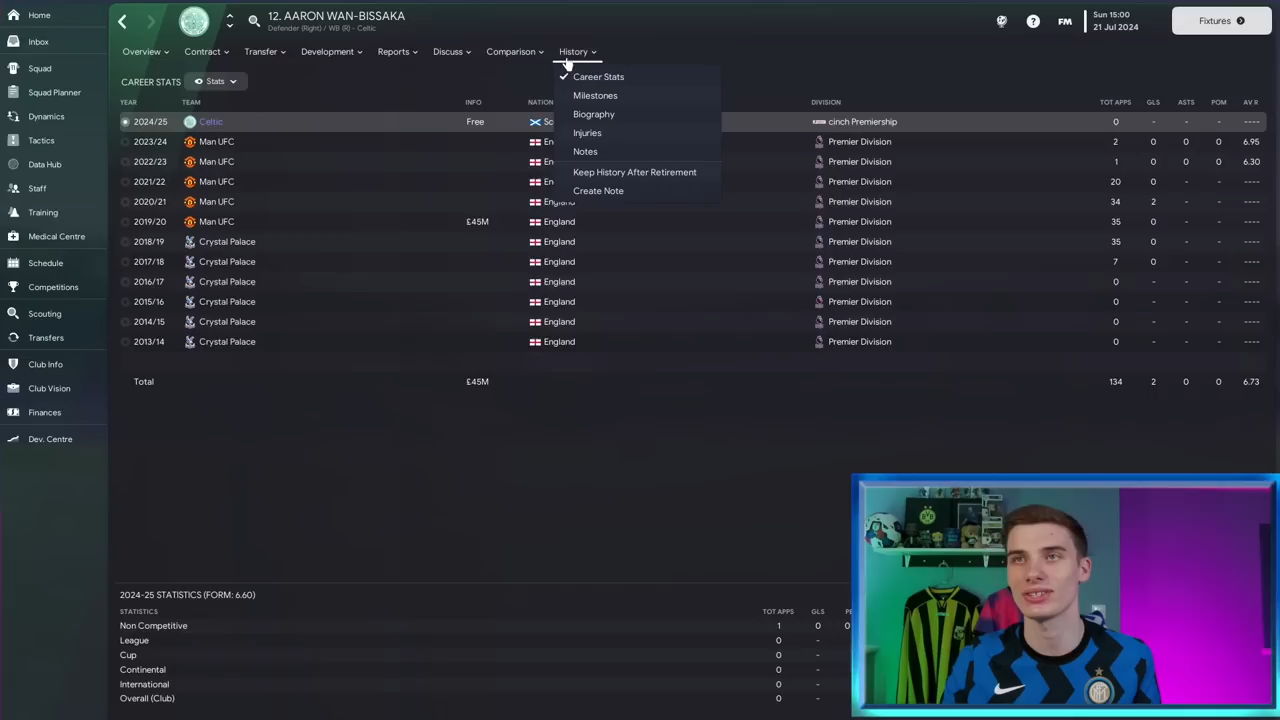 Home
Inbox
Squad
Squad Planner
Dynamics
Tactics
Data Hub
Staff
Training
Medical Centre
Schedule
Competitions
Scouting
Transfers
Club Info
Club Vision
Finances
Dev. Centre
12. AARON WAN-BISSAKA
Defender (Right) / WB (R) - Celtic
FM
Sun 15:00
21 Jul 2024
Fixtures
Overview Contract Transfer Development Reports Discuss Comparison History
CAREER STATS Stats
Career Stats
Milestones
Biography
Injuries
Notes
Keep History After Retirement
Create Note
YEAR TEAM INFO NATION DIVISION TOT APPS GLS ASTS POM AV R
2024/25 Celtic Free Sc cinch Premiership 0 - - - ----
2023/24 Man UFC En Premier Division 2 0 0 0 6.95
2022/23 Man UFC En Premier Division 1 0 0 0 6.30
2021/22 Man UFC En Premier Division 20 0 - - ----
2020/21 Man UFC England Premier Division 34 2 - - ----
2019/20 Man UFC £45M England Premier Division 35 0 - - ----
2018/19 Crystal Palace England Premier Division 35 0 - - ----
2017/18 Crystal Palace England Premier Division 7 0 - - ----
2016/17 Crystal Palace England Premier Division 0 - - - ----
2015/16 Crystal Palace England Premier Division 0 - - - ----
2014/15 Crystal Palace England Premier Division 0 - - - ----
2013/14 Crystal Palace England Premier Division 0 - - - ----
Total £45M 134 2 0 0 6.73
2024-25 STATISTICS (FORM: 6.60)
STATISTICS TOT APPS GLS PE
Non Competitive 1 0 0
League 0 -
Cup 0 -
Continental 0 -
International 0 -
Overall (Club) 0 -
BVB
09